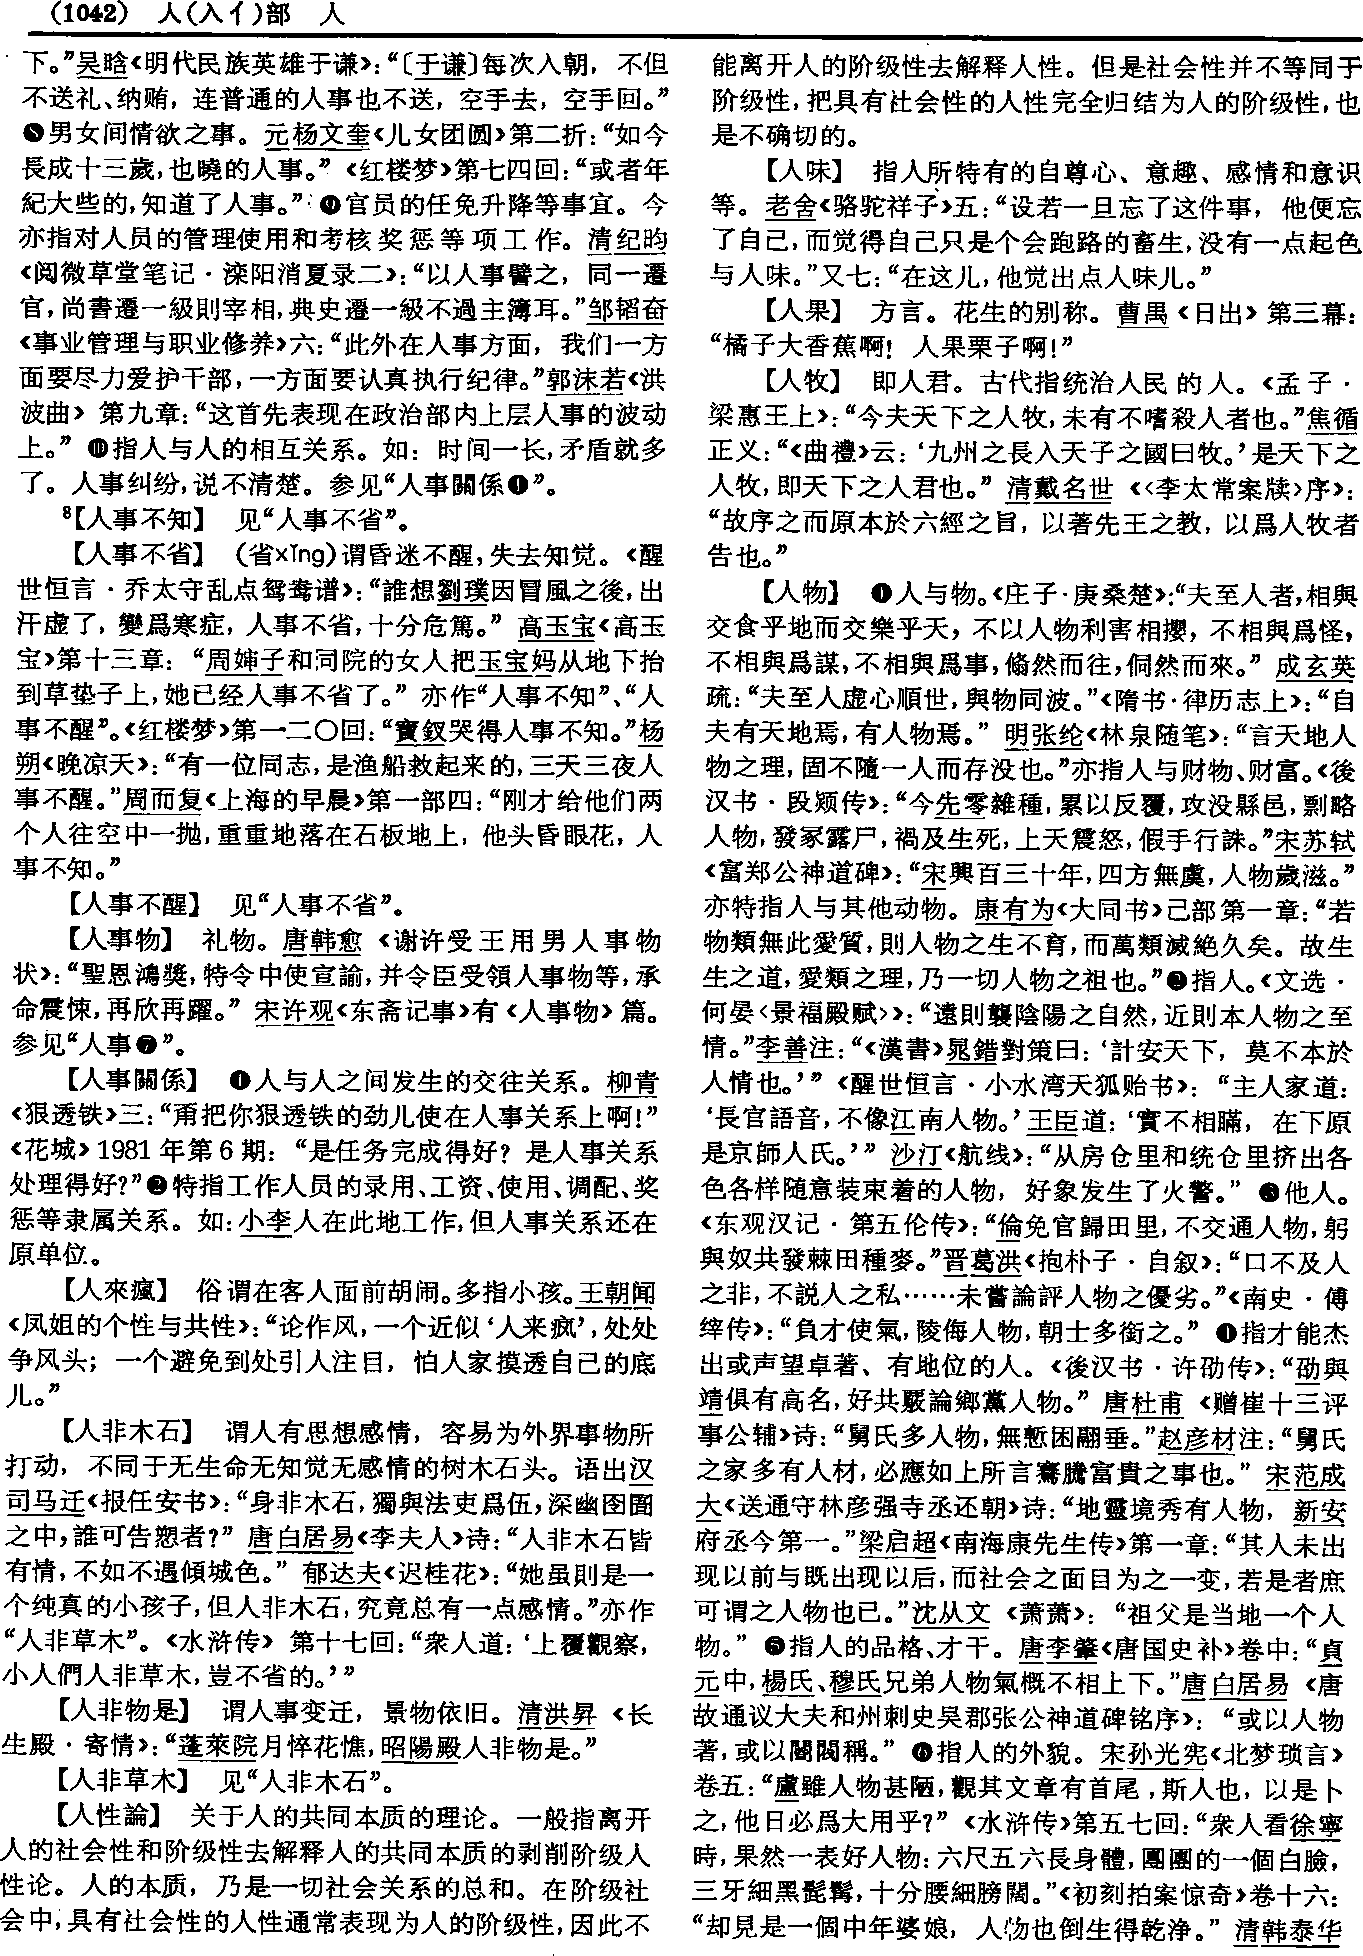 (1042) 人(入亻)部 人
下。”吴晗《明代民族英雄于谦》：“〔于谦〕每次入朝，不但
不送礼、纳贿，连普通的人事也不送，空手去，空手回。”
❽男女间情欲之事。元杨文奎《儿女团圆》第二折：“如今
長成十三歲，也曉的人事。”《红楼梦》第七四回：“或者年
紀大些的，知道了人事。”❾官员的任免升降等事宜。今
亦指对人员的管理使用和考核奖惩等项工作。清纪昀
《阅微草堂笔记·滦阳消夏录二》：“以人事譬之，同一遷
官，尚書遷一級則宰相，典史遷一級不過主簿耳。”邹韬奋
《事业管理与职业修养》六：“此外在人事方面，我们一方
面要尽力爱护干部，一方面要认真执行纪律。”郭沫若《洪
波曲》第九章：“这首先表现在政治部内上层人事的波动
上。”❿指人与人的相互关系。如：时间一长，矛盾就多
了。人事纠纷，说不清楚。参见“人事關係❶”。
⁸【人事不知】 见“人事不省”。
【人事不省】 （省xǐng）谓昏迷不醒，失去知觉。《醒
世恒言·乔太守乱点鸳鸯谱》：“誰想劉璞因冒風之後，出
汗虚了，變爲寒症，人事不省，十分危篤。”高玉宝《高玉
宝》第十三章：“周婶子和同院的女人把玉宝妈从地下抬
到草垫子上，她已经人事不省了。”亦作“人事不知”、“人
事不醒”。《红楼梦》第一二〇回：“寶釵哭得人事不知。”杨
朔《晚凉天》：“有一位同志，是渔船救起来的，三天三夜人
事不醒。”周而复《上海的早晨》第一部四：“刚才给他们两
个人往空中一抛，重重地落在石板地上，他头昏眼花，人
事不知。”
【人事不醒】 见“人事不省”。
【人事物】 礼物。唐韩愈《谢许受王用男人事物
状》：“聖恩鴻獎，特令中使宣諭，并令臣受領人事物等，承
命震悚，再欣再躍。”宋许观《东斋记事》有《人事物》篇。
参见“人事❼”。
【人事關係】 ❶人与人之间发生的交往关系。柳青
《狠透铁》三：“甭把你狠透铁的劲儿使在人事关系上啊！”
《花城》1981年第6期：“是任务完成得好？是人事关系
处理得好？”❷特指工作人员的录用、工资、使用、调配、奖
惩等隶属关系。如：小李人在此地工作，但人事关系还在
原单位。
【人來瘋】 俗谓在客人面前胡闹。多指小孩。王朝闻
《凤姐的个性与共性》：“论作风，一个近似‘人来疯’，处处
争风头；一个避免到处引人注目，怕人家摸透自己的底
儿。”
【人非木石】 谓人有思想感情，容易为外界事物所
打动，不同于无生命无知觉无感情的树木石头。语出汉
司马迁《报任安书》：“身非木石，獨與法吏爲伍，深幽囹圄
之中，誰可告愬者？”唐白居易《李夫人》诗：“人非木石皆
有情，不如不遇傾城色。”郁达夫《迟桂花》：“她虽則是一
个纯真的小孩子，但人非木石，究竟总有一点感情。”亦作
“人非草木”。《水浒传》第十七回：“衆人道：‘上覆觀察，
小人們人非草木，豈不省的。’”
【人非物是】 谓人事变迁，景物依旧。清洪昇《长
生殿·寄情》：“蓬萊院月悴花憔，昭陽殿人非物是。”
【人非草木】 见“人非木石”。
【人性論】 关于人的共同本质的理论。一般指离开
人的社会性和阶级性去解释人的共同本质的剥削阶级人
性论。人的本质，乃是一切社会关系的总和。在阶级社
会中，具有社会性的人性通常表现为人的阶级性，因此不
能离开人的阶级性去解释人性。但是社会性并不等同于
阶级性，把具有社会性的人性完全归结为人的阶级性，也
是不确切的。
【人味】 指人所特有的自尊心、意趣、感情和意识
等。老舍《骆驼祥子》五：“设若一旦忘了这件事，他便忘
了自己，而觉得自己只是个会跑路的畜生，没有一点起色
与人味。”又七：“在这儿，他觉出点人味儿。”
【人果】 方言。花生的别称。曹禺《日出》第三幕：
“橘子大香蕉啊！人果栗子啊！”
【人牧】 即人君。古代指统治人民的人。《孟子·
梁惠王上》：“今夫天下之人牧，未有不嗜殺人者也。”焦循
正义：“《曲禮》云：‘九州之長入天子之國曰牧。’是天下之
人牧，即天下之人君也。”清戴名世《〈李太常案牍〉序》：
“故序之而原本於六經之旨，以著先王之教，以爲人牧者
告也。”
【人物】 ❶人与物。《庄子·庚桑楚》：“夫至人者，相與
交食乎地而交樂乎天，不以人物利害相攖，不相與爲怪，
不相與爲謀，不相與爲事，翛然而往，侗然而來。”成玄英
疏：“夫至人虚心順世，與物同波。”《隋书·律历志上》：“自
夫有天地焉，有人物焉。”明张纶《林泉随笔》：“言天地人
物之理，固不隨一人而存没也。”亦指人与财物、财富。《後
汉书·段颎传》：“今先零雜種，累以反覆，攻没縣邑，剽略
人物，發冢露尸，禍及生死，上天震怒，假手行誅。”宋苏轼
《富郑公神道碑》：“宋興百三十年，四方無虞，人物歲滋。”
亦特指人与其他动物。康有为《大同书》己部第一章：“若
物類無此愛質，則人物之生不育，而萬類滅絶久矣。故生
生之道，愛類之理，乃一切人物之祖也。”❷指人。《文选·
何晏〈景福殿赋〉》：“遠則襲陰陽之自然，近則本人物之至
情。”李善注：“《漢書》晁錯對策曰：‘計安天下，莫不本於
人情也。’”《醒世恒言·小水湾天狐贻书》：“主人家道：
‘長官語音，不像江南人物。’王臣道：‘實不相瞞，在下原
是京師人氏。’”沙汀《航线》：“从房仓里和统仓里挤出各
色各样随意装束着的人物，好象发生了火警。”❸他人。
《东观汉记·第五伦传》：“倫免官歸田里，不交通人物，躬
與奴共發棘田種麥。”晋葛洪《抱朴子·自叙》：“口不及人
之非，不説人之私……未嘗論評人物之優劣。”《南史·傅
縡传》：“負才使氣，陵侮人物，朝士多銜之。”❹指才能杰
出或声望卓著、有地位的人。《後汉书·许劭传》：“劭與
靖俱有高名，好共覈論鄉黨人物。”唐杜甫《赠崔十三评
事公辅》诗：“舅氏多人物，無慙困翮垂。”赵彦材注：“舅氏
之家多有人材，必應如上所言騫騰富貴之事也。”宋范成
大《送通守林彦强寺丞还朝》诗：“地靈境秀有人物，新安
府丞今第一。”梁启超《南海康先生传》第一章：“其人未出
现以前与既出现以后，而社会之面目为之一变，若是者庶
可谓之人物也已。”沈从文《萧萧》：“祖父是当地一个人
物。”❺指人的品格、才干。唐李肇《唐国史补》卷中：“貞
元中，楊氏、穆氏兄弟人物氣概不相上下。”唐白居易《唐
故通议大夫和州刺史吴郡张公神道碑铭序》：“或以人物
著，或以閥閱稱。”❻指人的外貌。宋孙光宪《北梦琐言》
卷五：“盧雖人物甚陋，觀其文章有首尾，斯人也，以是卜
之，他日必爲大用乎？”《水浒传》第五七回：“衆人看徐寧
時，果然一表好人物：六尺五六長身體，團團的一個白臉，
三牙細黑髭髯，十分腰細膀闊。”《初刻拍案惊奇》卷十六：
“却見是一個中年婆娘，人物也倒生得乾浄。”清韩泰华